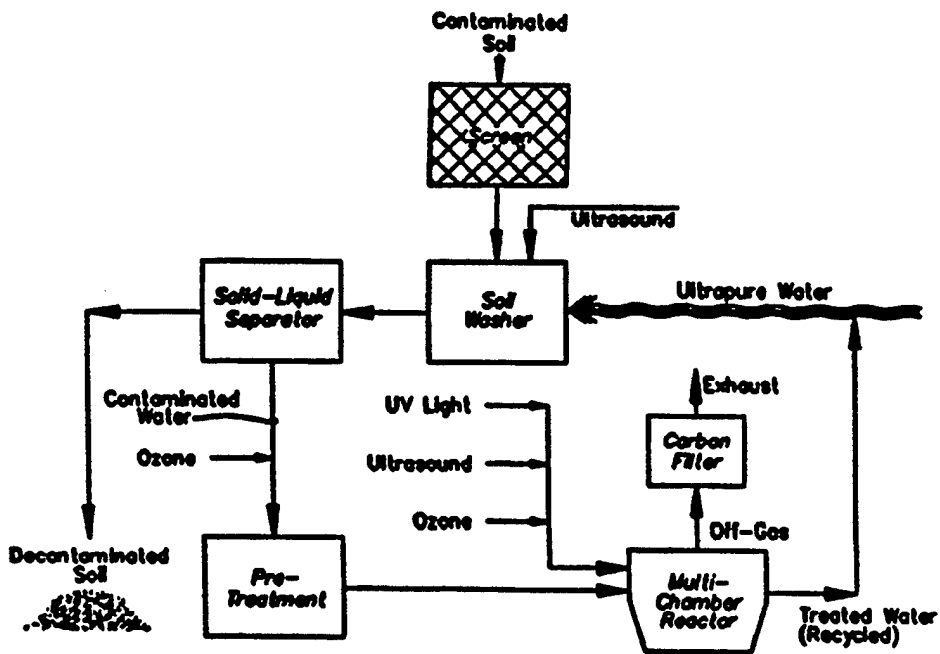 Contaminated
Soil
Screen
Ultrasound
Solid-Liquid
Separator
Soil
Washer
Ultrapure Water
Contaminated
Water
Ozone
UV Light
Ultrasound
Ozone
Exhaust
Carbon
Filter
Off-Gas
Decontaminated
Soil
Pre-
Treatment
Multi-
Chamber
Reactor
Treated Water
(Recycled)